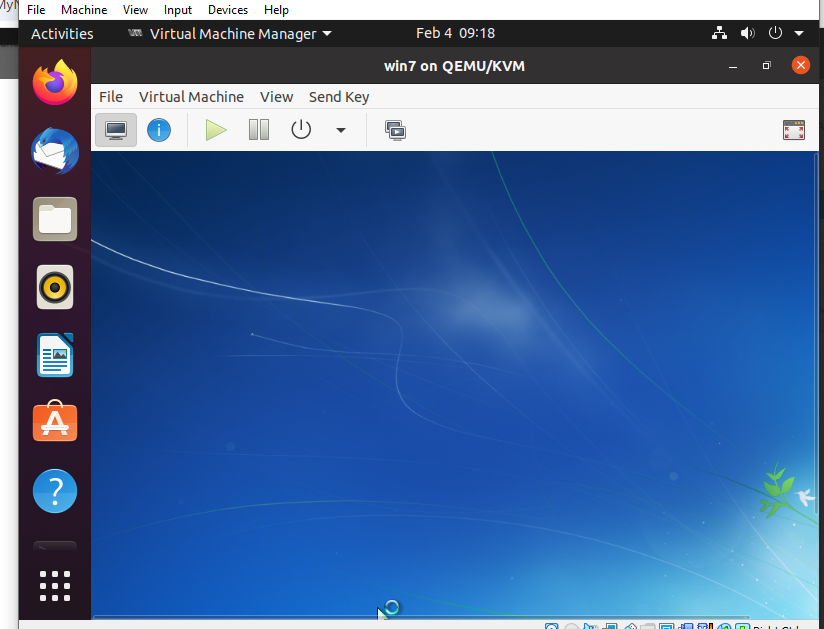 File Machine View Input Devices Help
Activities Virtual Machine Manager Feb 4 09:18
win7 on QEMU/KVM
File Virtual Machine View Send Key